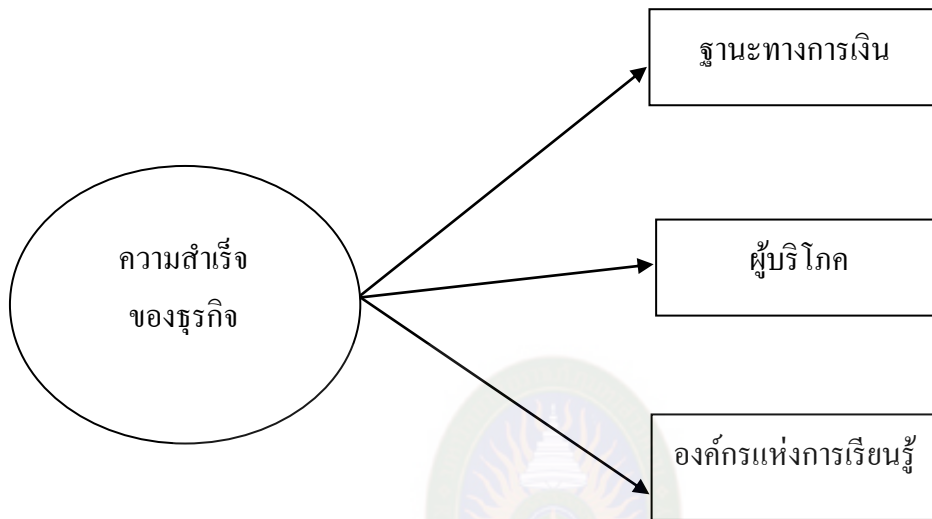 ฐานะทางการเงิน
ความสำเร็จ
ของธุรกิจ
ผู้บริโภค
องค์กรแห่งการเรียนรู้